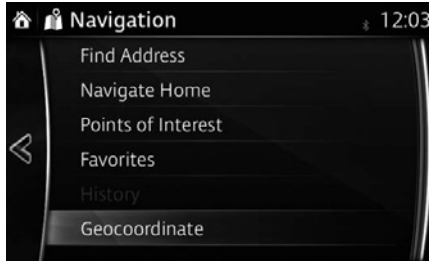 Navigation
12:03
Find Address
Navigate Home
Points of Interest
Favorites
History
Geocoordinate